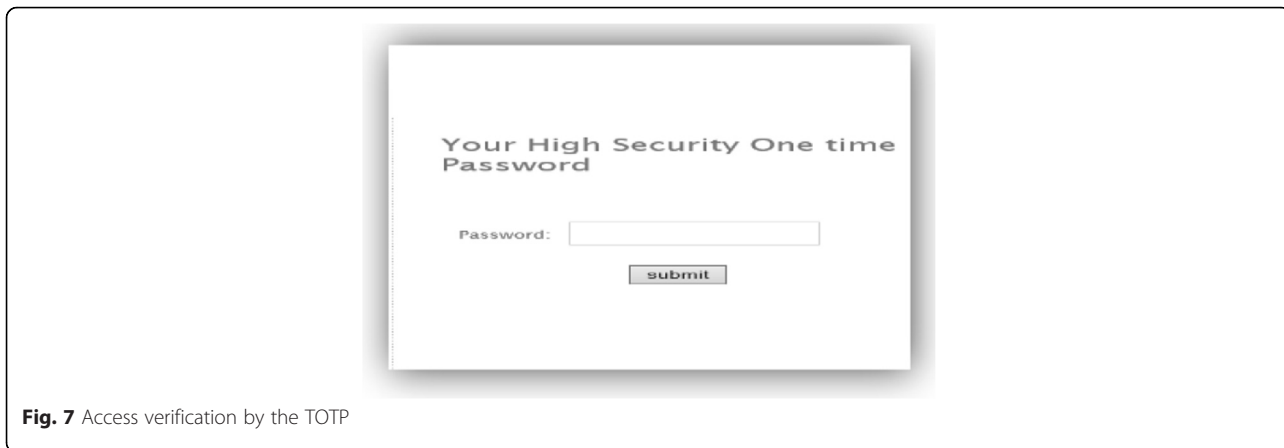 Your High Security One time
Password
Password:
submit
Fig. 7 Access verification by the TOTP